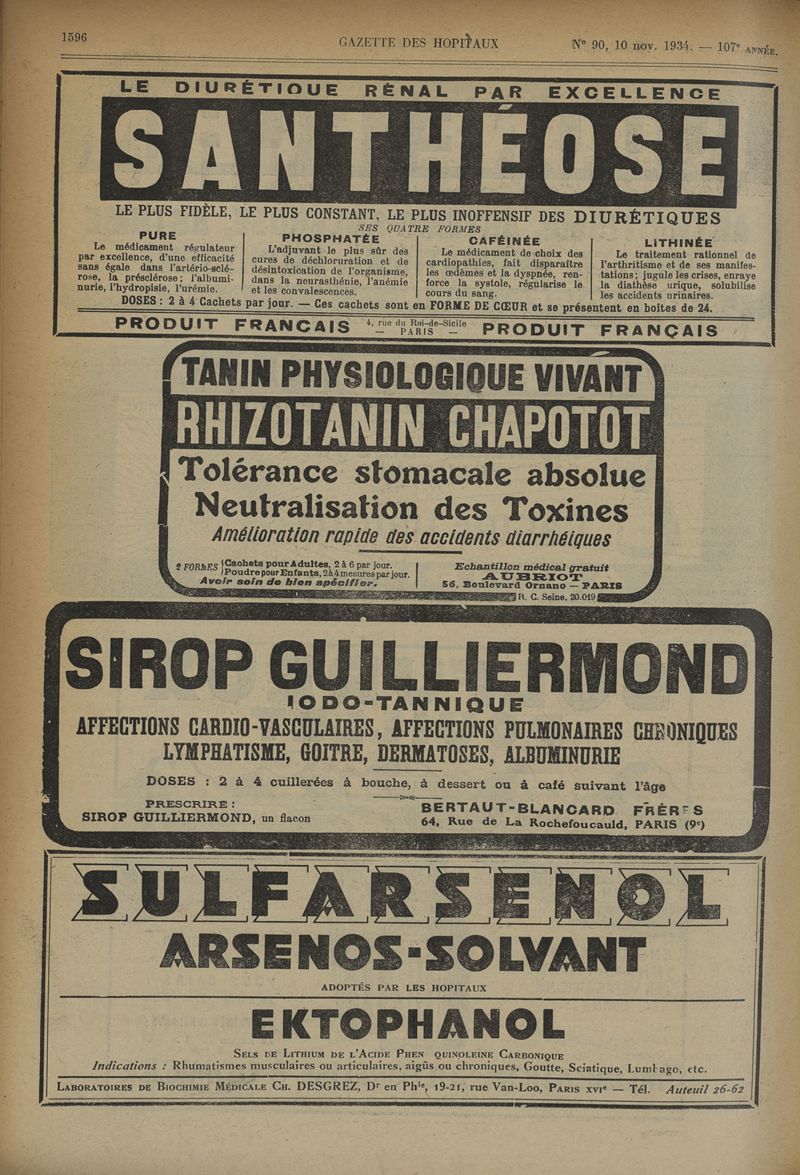 1596
GAZETTE DES HOPITAUX
Nº 90, 10 nov. 1934. — 107e ANNÉE.
LE DIURÉTIQUE RÉNAL PAR EXCELLENCE
SANTHÉOSE
LE PLUS FIDÈLE, LE PLUS CONSTANT, LE PLUS INOFFENSIF DES DIURÉTIQUES
SES QUATRE FORMES
PURE
Le médicament régulateur
par excellence, d'une efficacité
sans égale dans l'artério-sclé-
rose, la présclérose; l'albumi-
nurie, l'hydropisie, l'urémie.
PHOSPHATÉE
L'adjuvant le plus sûr des
cures de déchloruration et de
désintoxication de l'organisme,
dans la neurasthénie, l'anémie
et les convalescences.
CAFÉINÉE
Le médicament de choix des
cardiopathies, fait disparaître
les œdèmes et la dyspnée, ren-
force la systole, régularise le
cours du sang.
LITHINÉE
Le traitement rationnel de
l'arthritisme et de ses manifes-
tations; jugule les crises, enraye
la diathèse urique, solubilise
les accidents urinaires.
DOSES : 2 à 4 Cachets par jour. — Ces cachets sont en FORME DE CŒUR et se présentent en boites de 24.
PRODUIT FRANCAIS
4, rue du Roi-de-Sicile
— PARIS —
PRODUIT FRANÇAIS
TANIN PHYSIOLOGIQUE VIVANT
RHIZOTANIN CHAPOTOT
Tolérance stomacale absolue
Neutralisation des Toxines
Amélioration rapide des accidents diarrhéiques
2 FORMES
Cachets pour Adultes, 2 à 6 par jour.
Poudre pour Enfants, 2 à 4 mesures par jour.
Avoir soin de bien spécifier.
Echantillon médical gratuit
AUBRIOT
56, Boulevard Ornano — PARIS
R. C. Seine, 20.019
SIROP GUILLIERMOND
IODO-TANNIQUE
AFFECTIONS CARDIO-VASCULAIRES, AFFECTIONS PULMONAIRES CHRONIQUES
LYMPHATISME, GOITRE, DERMATOSES, ALBUMINURIE
DOSES : 2 à 4 cuillerées à bouche, à dessert ou à café suivant l'âge
PRESCRIRE :
SIROP GUILLIERMOND, un flacon
BERTAUT-BLANCARD FRÈRES
64, Rue de La Rochefoucauld, PARIS (9e)
SULFARSENOL
ARSENOS-SOLVANT
ADOPTÉS PAR LES HOPITAUX
EKTOPHANOL
SELS DE LITHIUM DE L'ACIDE PHEN QUINOLEINE CARBONIQUE
Indications : Rhumatismes musculaires ou articulaires, aigüs ou chroniques, Goutte, Sciatique, Lumbago, etc.
LABORATOIRES DE BIOCHIMIE MÉDICALE CH. DESGREZ, Dr en Phie, 19-21, rue Van-Loo, PARIS XVIe — Tél. Auteuil 26-62